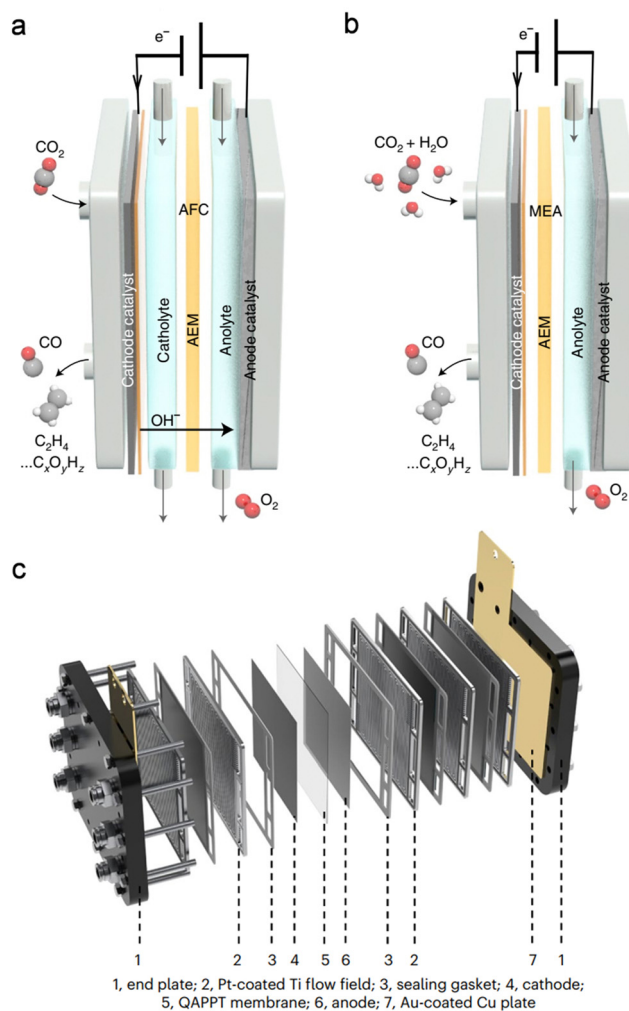 a
e⁻
CO₂
AFC
Cathode catalyst
Catholyte
AEM
Anolyte
Anode catalyst
CO
OH⁻
C₂H₄
...CₓOᵧH_z
O₂
b
e⁻
CO₂ + H₂O
MEA
Cathode catalyst
AEM
Anolyte
Anode catalyst
CO
C₂H₄
...CₓOᵧH_z
O₂
c
1 2 3 4 5 6 3 2 7 1
1, end plate; 2, Pt-coated Ti flow field; 3, sealing gasket; 4, cathode;
5, QAPPT membrane; 6, anode; 7, Au-coated Cu plate